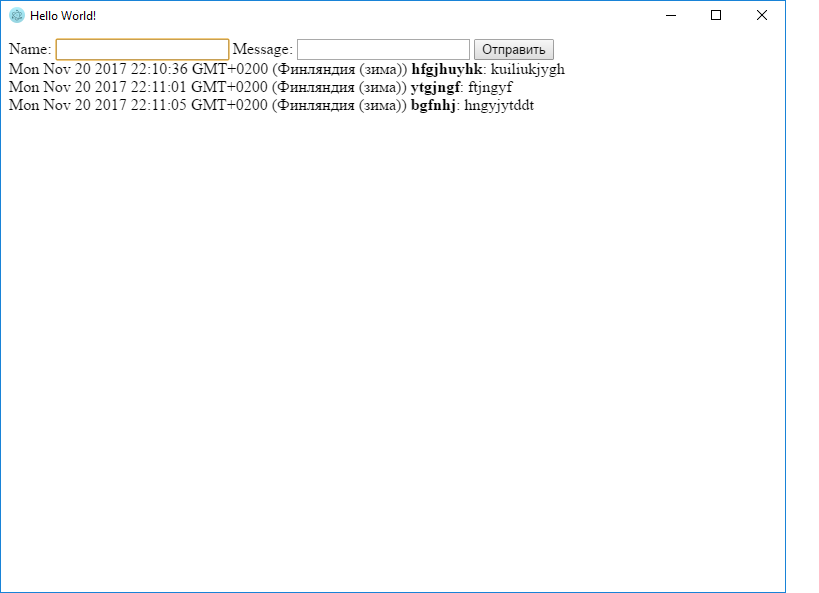 Hello World!
Name: Message: Отправить
Mon Nov 20 2017 22:10:36 GMT+0200 (Финляндия (зима)) hfgjhuyhk: kuiliukjygh
Mon Nov 20 2017 22:11:01 GMT+0200 (Финляндия (зима)) ytgjngf: ftjngyf
Mon Nov 20 2017 22:11:05 GMT+0200 (Финляндия (зима)) bgfnhj: hngyjytddt